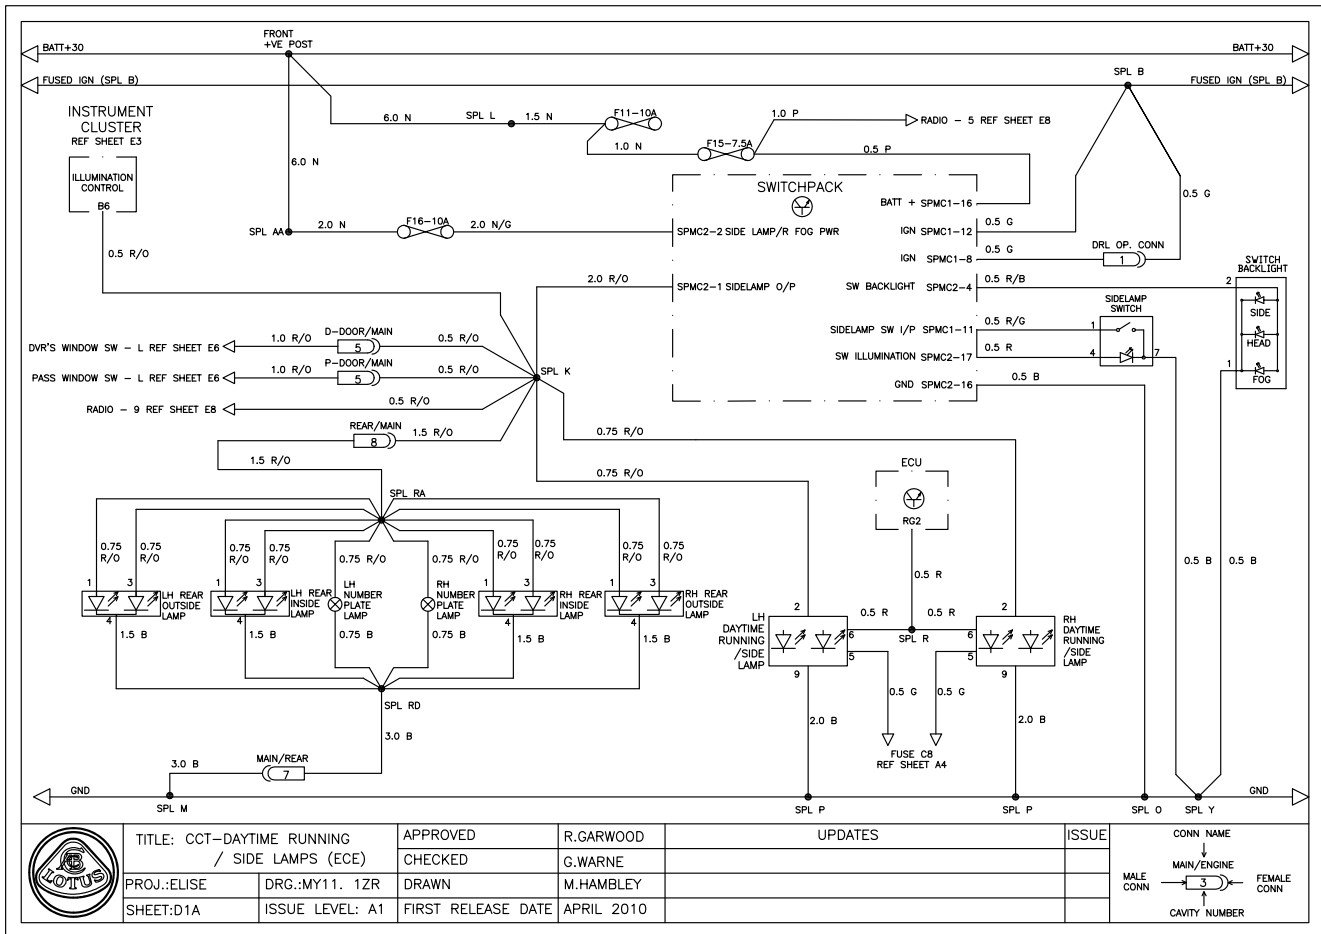 FRONT
+VE POST
BATT+30
BATT+30
FUSED IGN (SPL B)
SPL B
FUSED IGN (SPL B)
INSTRUMENT
CLUSTER
REF SHEET E3
ILLUMINATION
CONTROL
B6
6.0 N
SPL L
1.5 N
F11-10A
1.0 P
RADIO - 5 REF SHEET E8
1.0 N
F15-7.5A
0.5 P
6.0 N
SWITCHPACK
BATT + SPMC1-16
0.5 G
SPL AA
2.0 N
F16-10A
2.0 N/G
SPMC2-2 SIDE LAMP/R FOG PWR
IGN SPMC1-12
0.5 G
0.5 R/O
IGN SPMC1-8
0.5 G
DRL OP. CONN
1
SWITCH
BACKLIGHT
2.0 R/O
SPMC2-1 SIDELAMP O/P
SW BACKLIGHT SPMC2-4
0.5 R/B
2
SIDELAMP
SWITCH
SIDE
HEAD
FOG
1
SIDELAMP SW I/P SPMC1-11
0.5 R/G
1
SW ILLUMINATION SPMC2-17
0.5 R
4
7
GND SPMC2-16
0.5 B
DVR'S WINDOW SW - L REF SHEET E6
1.0 R/O
D-DOOR/MAIN
5
0.5 R/O
PASS WINDOW SW - L REF SHEET E6
1.0 R/O
P-DOOR/MAIN
5
0.5 R/O
SPL K
RADIO - 9 REF SHEET E8
0.5 R/O
REAR/MAIN
8
1.5 R/O
0.75 R/O
1.5 R/O
0.75 R/O
ECU
RG2
SPL RA
0.75
R/O
0.75
R/O
0.75
R/O
0.75
R/O
0.75 R/O
0.75 R/O
0.75
R/O
0.75
R/O
0.75
R/O
0.75
R/O
0.5 R
0.5 B
0.5 B
1
3
LH REAR
OUTSIDE
LAMP
4
1.5 B
1
3
LH REAR
INSIDE
LAMP
4
1.5 B
LH
NUMBER
PLATE
LAMP
0.75 B
RH
NUMBER
PLATE
LAMP
0.75 B
1
3
RH REAR
INSIDE
LAMP
4
1.5 B
1
3
RH REAR
OUTSIDE
LAMP
4
1.5 B
LH
DAYTIME
RUNNING
/SIDE
LAMP
2
6
5
9
0.5 R
0.5 R
SPL R
2
6
5
9
RH
DAYTIME
RUNNING
/SIDE
LAMP
0.5 G
0.5 G
2.0 B
2.0 B
FUSE C8
REF SHEET A4
SPL RD
3.0 B
3.0 B
MAIN/REAR
7
GND
SPL M
SPL P
SPL P
SPL O
SPL Y
GND
LOTUS
TITLE: CCT-DAYTIME RUNNING
/ SIDE LAMPS (ECE)
PROJ.:ELISE
DRG.:MY11. 1ZR
SHEET:D1A
ISSUE LEVEL: A1
APPROVED
R.GARWOOD
CHECKED
G.WARNE
DRAWN
M.HAMBLEY
FIRST RELEASE DATE
APRIL 2010
UPDATES
ISSUE
CONN NAME
MAIN/ENGINE
MALE
CONN
3
FEMALE
CONN
CAVITY NUMBER